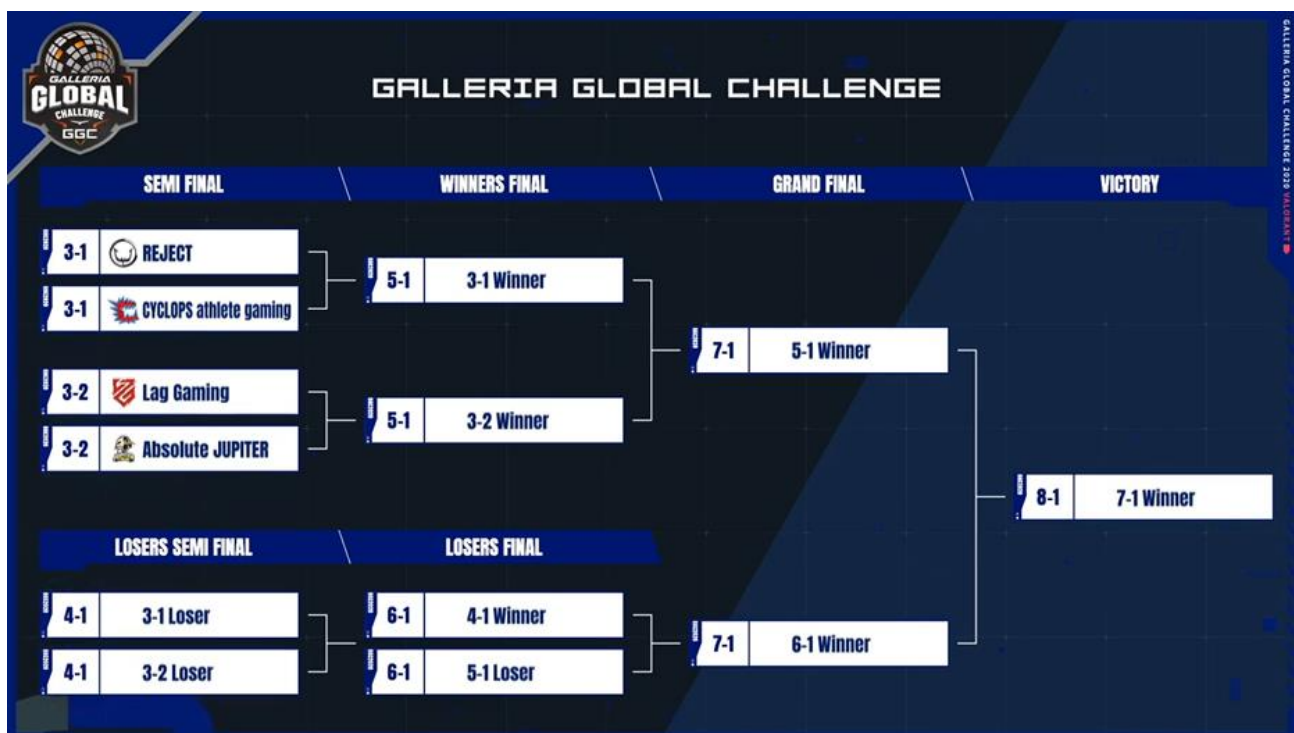 GALLERIA
GLOBAL
CHALLENGE
GGC
GALLERIA GLOBAL CHALLENGE
GALLERIA GLOBAL CHALLENGE 2020 VALORANT
SEMI FINAL
WINNERS FINAL
GRAND FINAL
VICTORY
3-1 REJECT
3-1 CYCLOPS athlete gaming
3-2 Lag Gaming
3-2 Absolute JUPITER
5-1 3-1 Winner
5-1 3-2 Winner
7-1 5-1 Winner
8-1 7-1 Winner
LOSERS SEMI FINAL
LOSERS FINAL
4-1 3-1 Loser
4-1 3-2 Loser
6-1 4-1 Winner
6-1 5-1 Loser
7-1 6-1 Winner